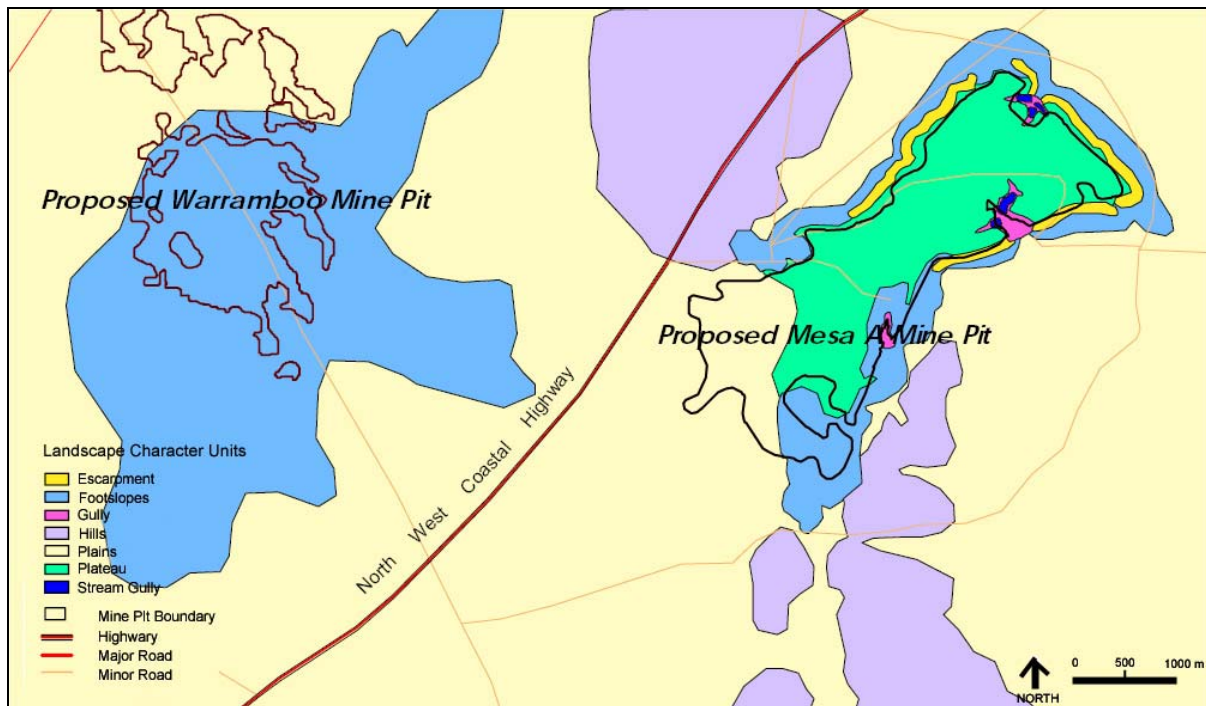 Proposed Warramboo Mine Pit
Proposed Mesa A Mine Pit
North West Coastal Highway
Landscape Character Units
Escarpment
Footslopes
Gully
Hills
Plains
Plateau
Stream Gully
Mine Pit Boundary
Highwary
Major Road
Minor Road
0 500 1000 m
NORTH